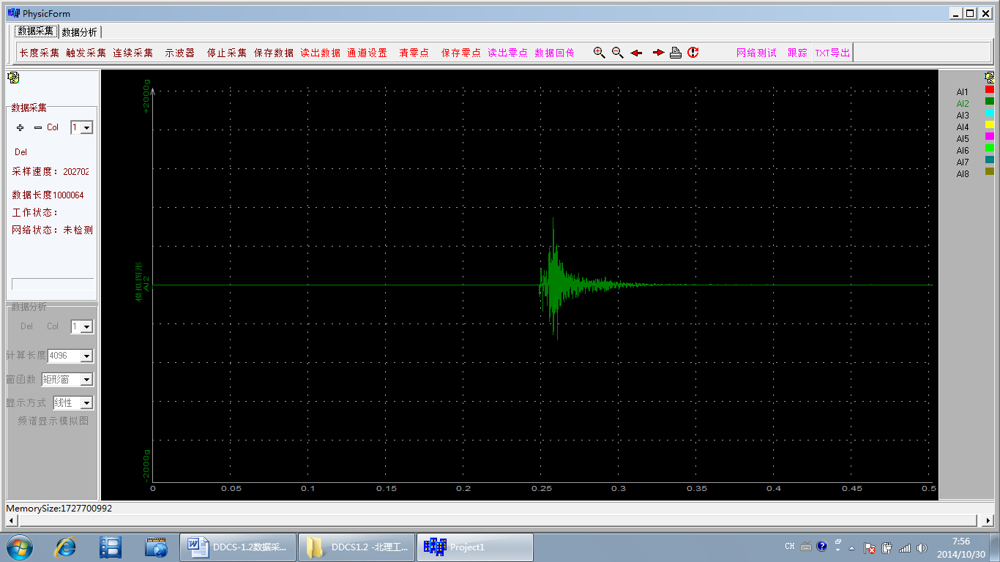 PhysicForm
数据采集 数据分析
长度采集 触发采集 连续采集 示波器 停止采集 保存数据 读出数据 通道设置 清零点 保存零点 读出零点 数据回传 网络测试 跟踪 TXT导出
数据采集
Col 1
Del
采样速度：202702
数据长度1000064
工作状态：
网络状态：未检测
数据分析
Del Col 1
计算长度 4096
窗函数 矩形窗
显示方式 线性
频谱显示模拟图
+2000g
模拟图形
AI2
-2000g
0 0.05 0.1 0.15 0.2 0.25 0.3 0.35 0.4 0.45 0.5
AI1
AI2
AI3
AI4
AI5
AI6
AI7
AI8
MemorySize:1727700992
DDCS-1.2数据采... DDCS1.2 -北理工... Project1
CH
7:56
2014/10/30